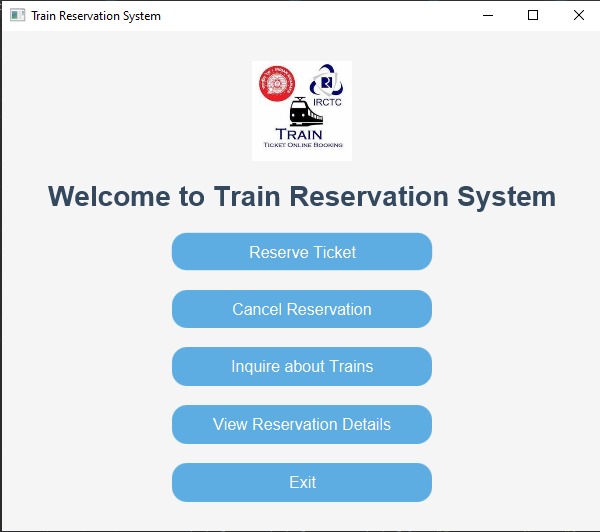 Train Reservation System
IRCTC
TRAIN
TICKET ONLINE BOOKING
Welcome to Train Reservation System
Reserve Ticket
Cancel Reservation
Inquire about Trains
View Reservation Details
Exit